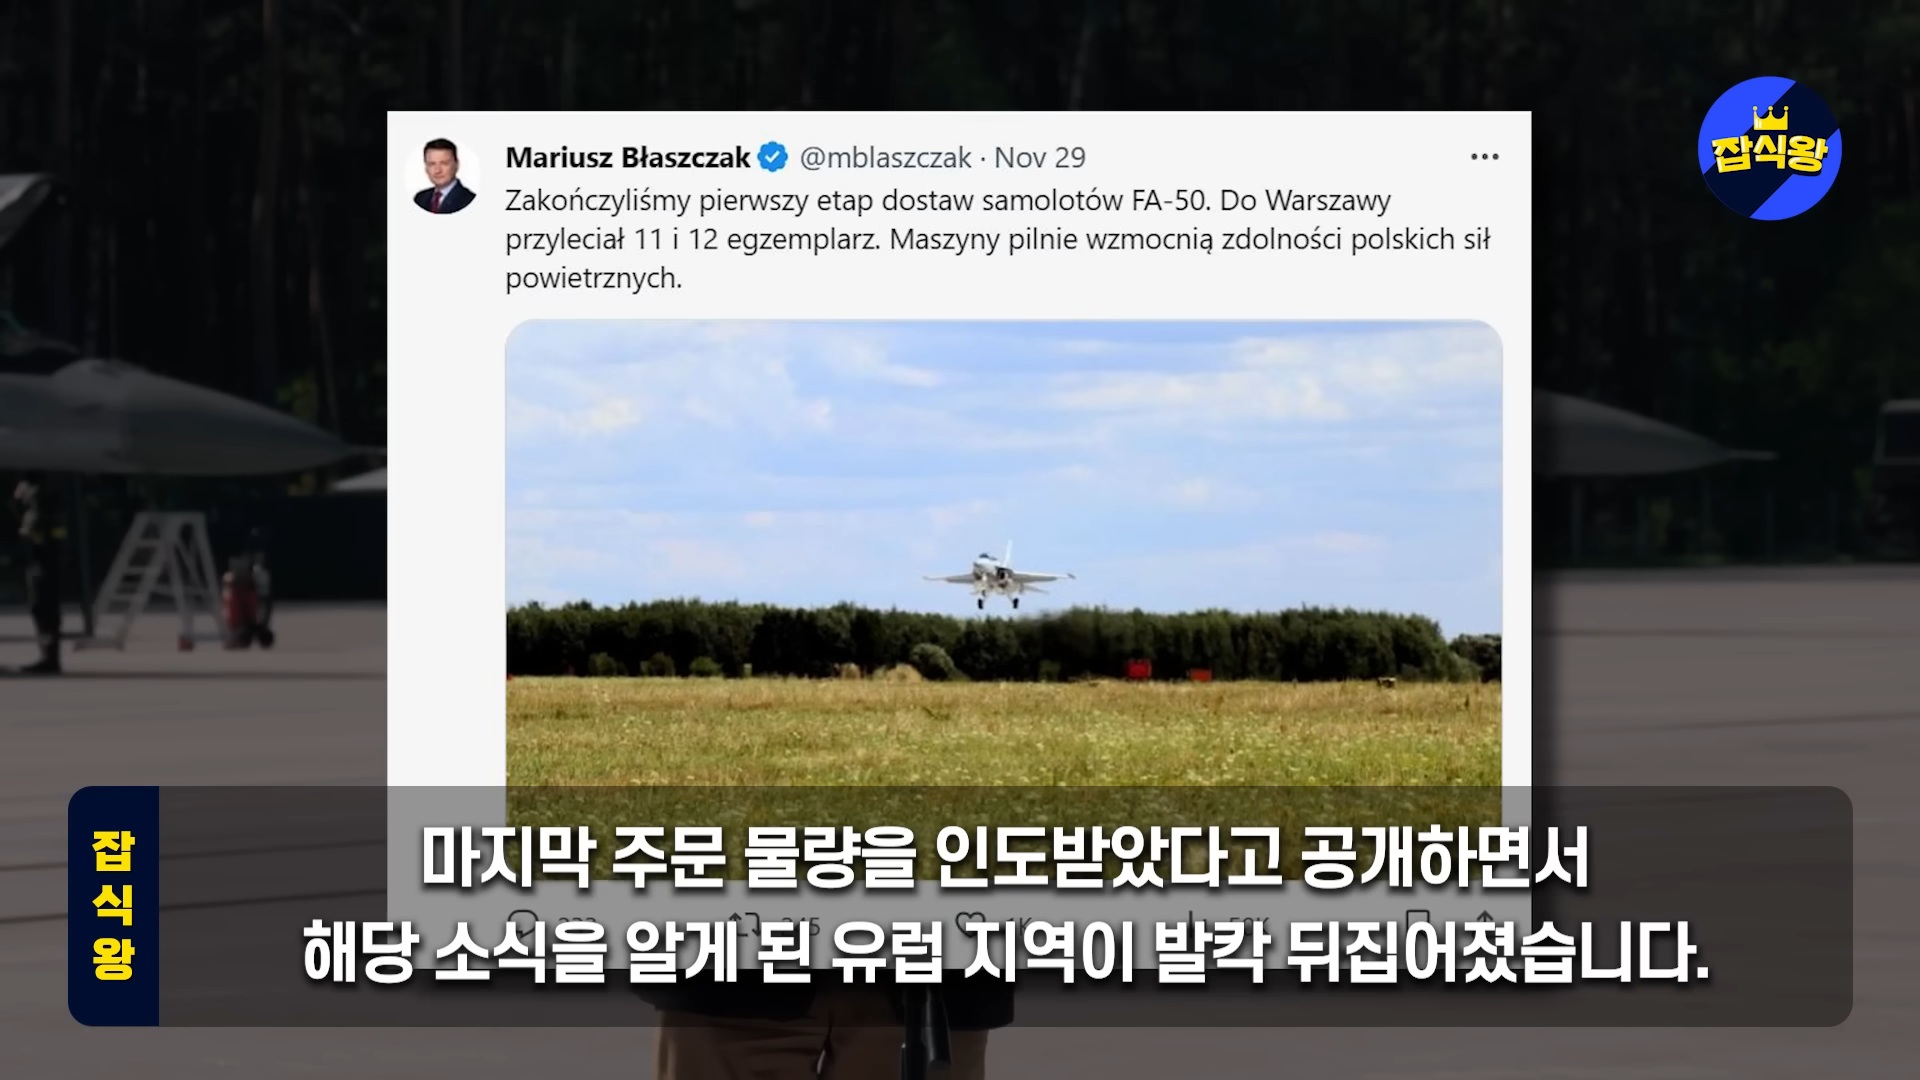 잡식왕
Mariusz Błaszczak @mblaszczak · Nov 29
Zakończyliśmy pierwszy etap dostaw samolotów FA-50. Do Warszawy
przyleciał 11 i 12 egzemplarz. Maszyny pilnie wzmocnią zdolności polskich sił
powietrznych.
잡식왕
마지막 주문 물량을 인도받았다고 공개하면서
해당 소식을 알게 된 유럽 지역이 발칵 뒤집어졌습니다.